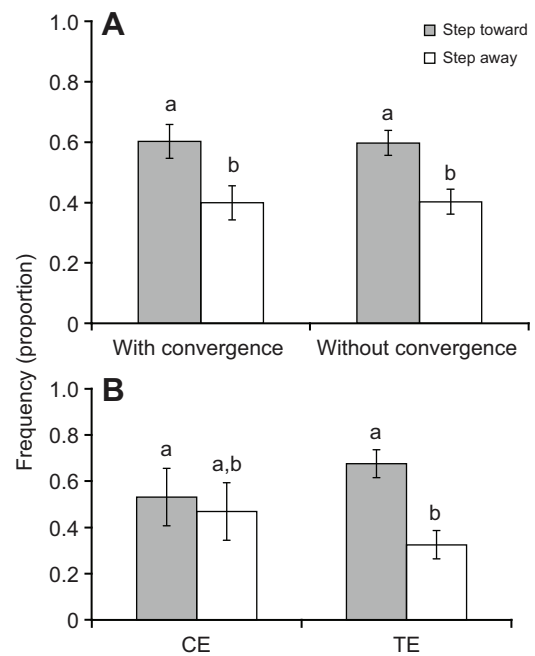 A
Step toward
Step away
Frequency (proportion)
1.0
0.8
0.6
0.4
0.2
0
a
b
a
b
With convergence
Without convergence
B
1.0
0.8
0.6
0.4
0.2
0
a
a,b
a
b
CE
TE